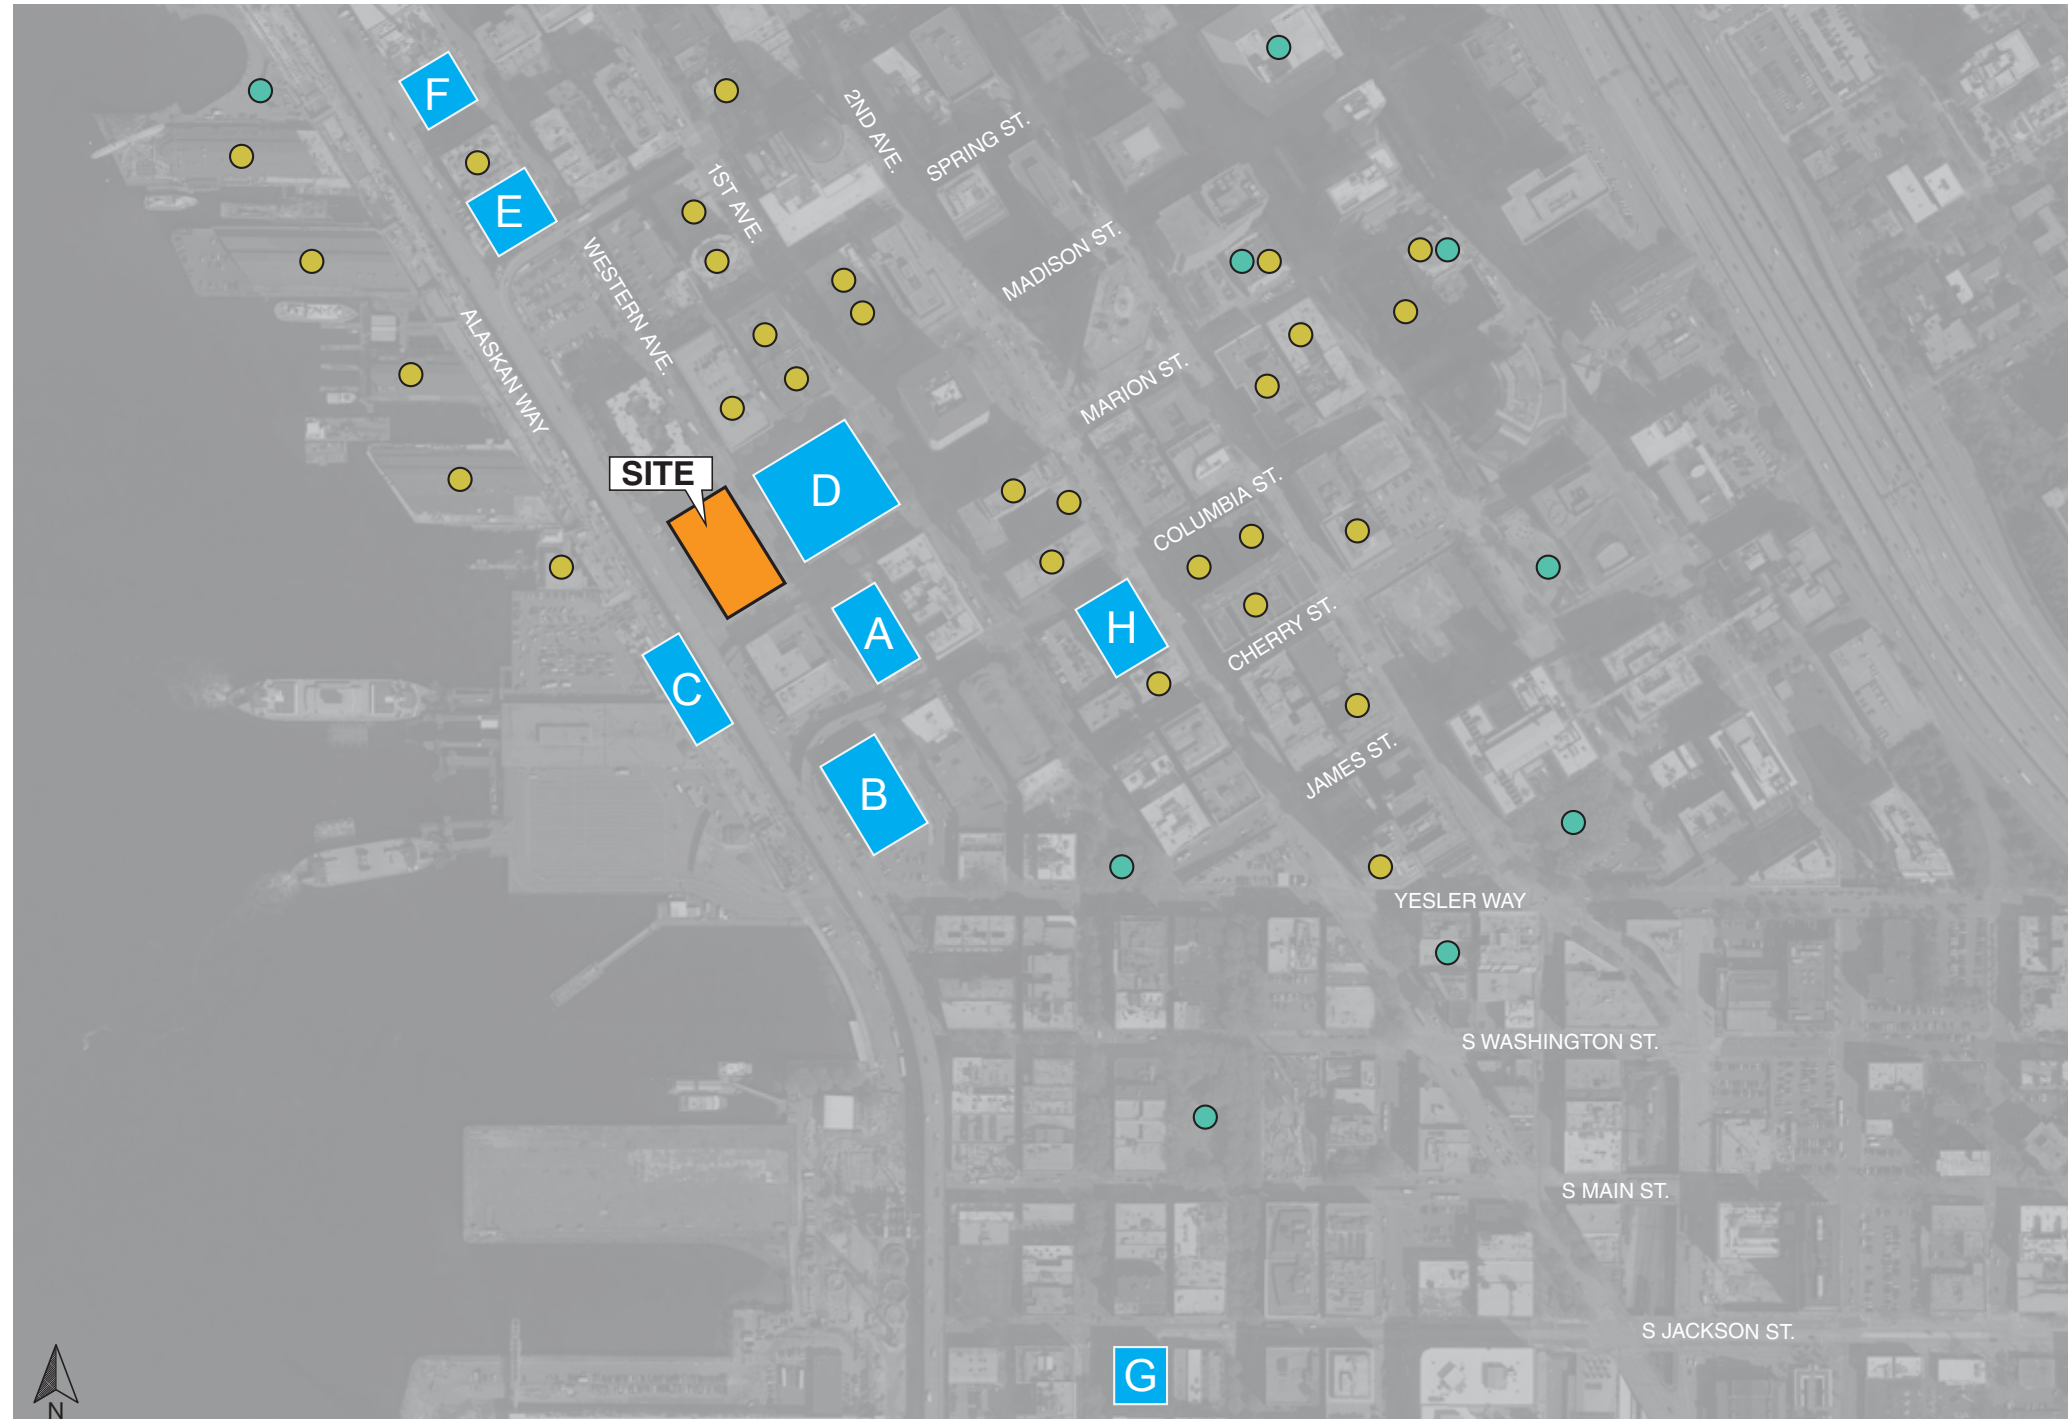 F
2ND AVE.
SPRING ST.
1ST AVE.
E
WESTERN AVE.
MADISON ST.
ALASKAN WAY
MARION ST.
SITE
D
COLUMBIA ST.
A
H
CHERRY ST.
C
B
JAMES ST.
YESLER WAY
S WASHINGTON ST.
S MAIN ST.
S JACKSON ST.
G
N